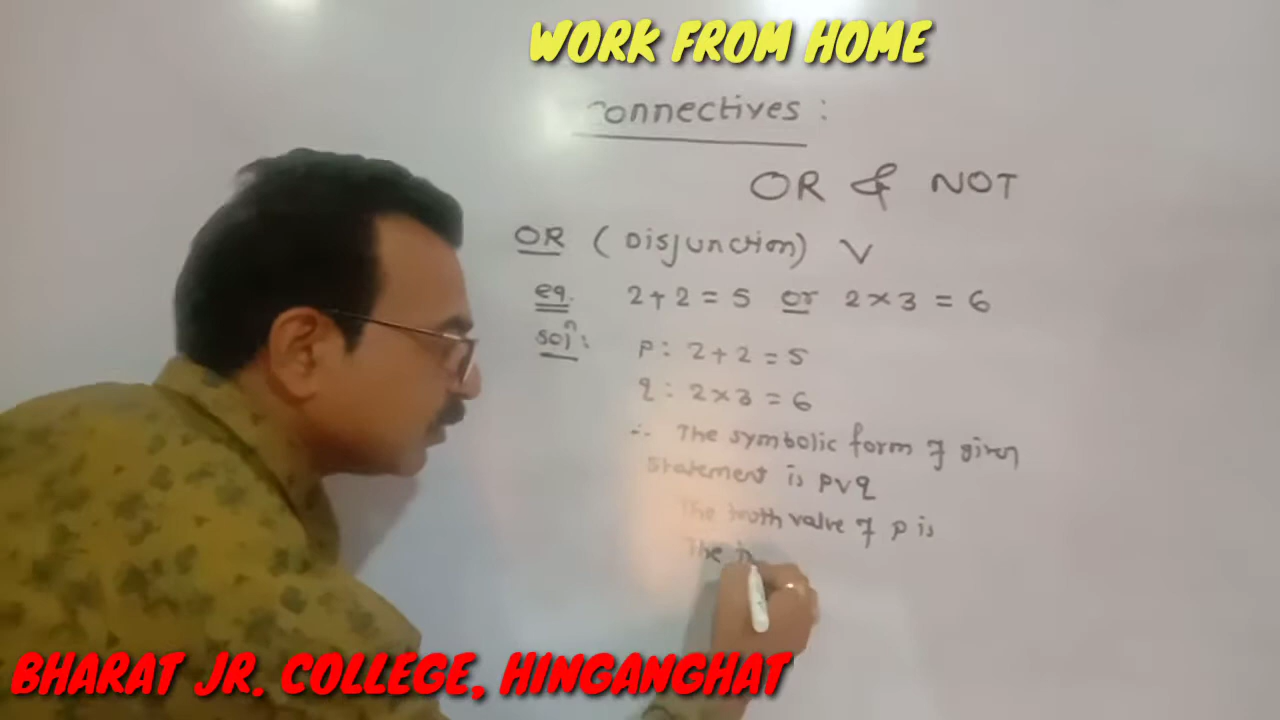 WORK FROM HOME
connectives :
OR & NOT
OR ( Disjunction) ∨
eg. 2+2 = 5 or 2×3 = 6
soln: p : 2+2 = 5
q : 2×3 = 6
∴ The symbolic form of given
statement is p∨q
The truth value of p is
The
BHARAT JR. COLLEGE, HINGANGHAT